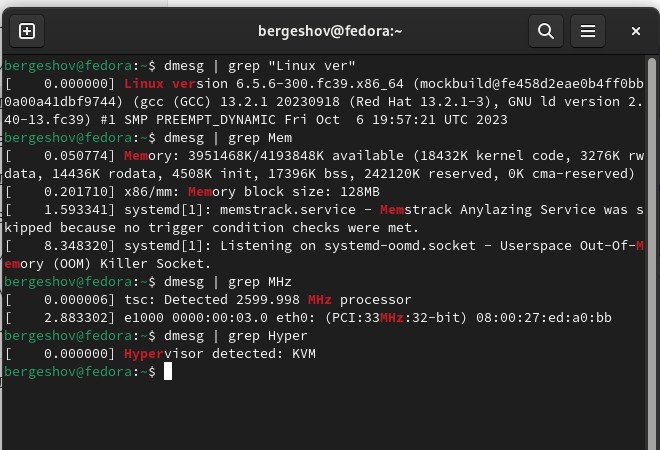 bergeshov@fedora:~
bergeshov@fedora:~$ dmesg | grep "Linux ver"
[    0.000000] Linux version 6.5.6-300.fc39.x86_64 (mockbuild@fe458d2eae0b4ff0bb
0a00a41dbf9744) (gcc (GCC) 13.2.1 20230918 (Red Hat 13.2.1-3), GNU ld version 2.
40-13.fc39) #1 SMP PREEMPT_DYNAMIC Fri Oct  6 19:57:21 UTC 2023
bergeshov@fedora:~$ dmesg | grep Mem
[    0.050774] Memory: 3951468K/4193848K available (18432K kernel code, 3276K rw
data, 14436K rodata, 4508K init, 17396K bss, 242120K reserved, 0K cma-reserved)
[    0.201710] x86/mm: Memory block size: 128MB
[    1.593341] systemd[1]: memstrack.service - Memstrack Anylazing Service was s
kipped because no trigger condition checks were met.
[    8.348320] systemd[1]: Listening on systemd-oomd.socket - Userspace Out-Of-M
emory (OOM) Killer Socket.
bergeshov@fedora:~$ dmesg | grep MHz
[    0.000006] tsc: Detected 2599.998 MHz processor
[    2.883302] e1000 0000:00:03.0 eth0: (PCI:33MHz:32-bit) 08:00:27:ed:a0:bb
bergeshov@fedora:~$ dmesg | grep Hyper
[    0.000000] Hypervisor detected: KVM
bergeshov@fedora:~$